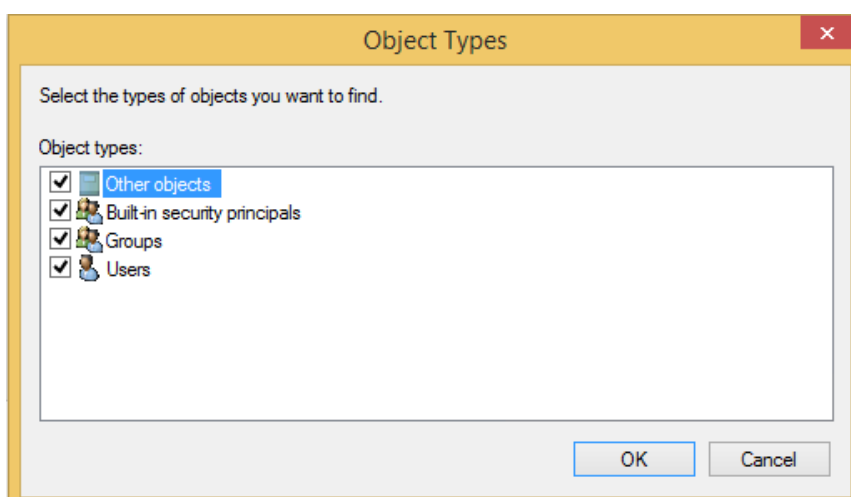 Object Types
Select the types of objects you want to find.
Object types:
Other objects
Built-in security principals
Groups
Users
OK Cancel